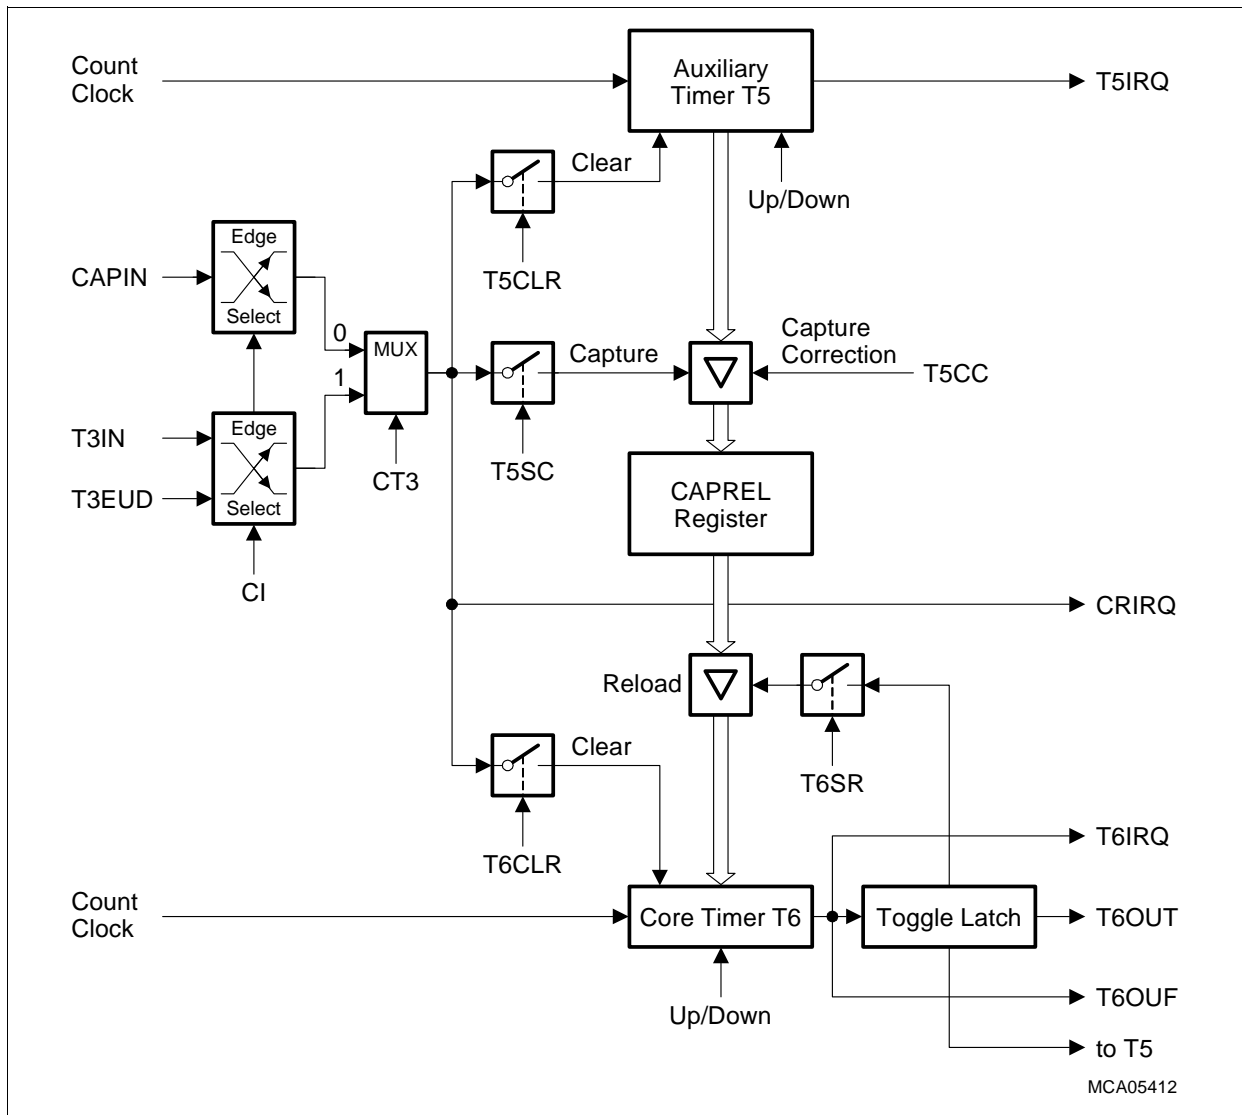 Count
Clock
Auxiliary
Timer T5
T5IRQ
Clear
Up/Down
T5CLR
Edge
Select
CAPIN
0
MUX
1
Capture
Capture
Correction
T5CC
T3IN
T3EUD
Edge
Select
CT3
T5SC
CAPREL
Register
CI
CRIRQ
Reload
T6SR
Clear
T6CLR
T6IRQ
Count
Clock
Core Timer T6
Toggle Latch
T6OUT
Up/Down
T6OUF
to T5
MCA05412